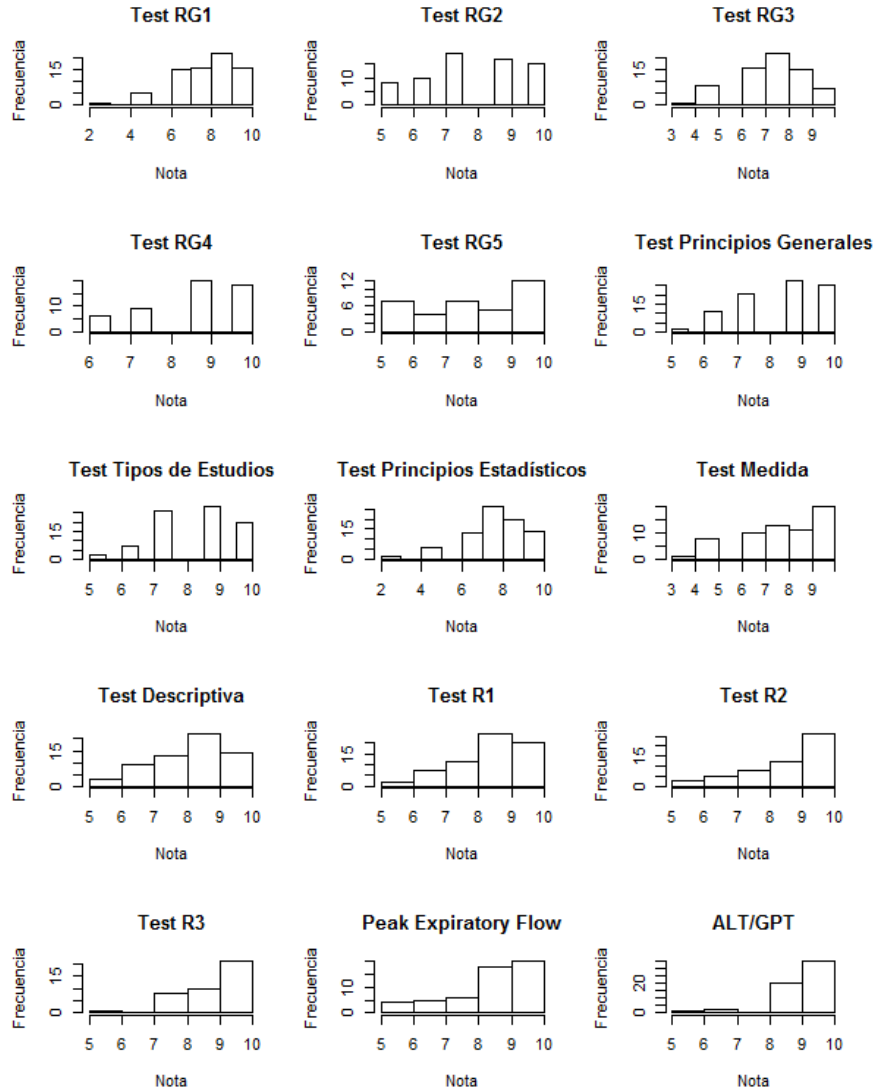 Test RG1
Frecuencia
0 15
2 4 6 8 10
Nota
Test RG2
Frecuencia
0 10
5 6 7 8 9 10
Nota
Test RG3
Frecuencia
0 15
3 4 5 6 7 8 9
Nota
Test RG4
Frecuencia
0 10
6 7 8 9 10
Nota
Test RG5
Frecuencia
0 6 12
5 6 7 8 9 10
Nota
Test Principios Generales
Frecuencia
0 15
5 6 7 8 9 10
Nota
Test Tipos de Estudios
Frecuencia
0 15
5 6 7 8 9 10
Nota
Test Principios Estadísticos
Frecuencia
0 15
2 4 6 8 10
Nota
Test Medida
Frecuencia
0 10
3 4 5 6 7 8 9
Nota
Test Descriptiva
Frecuencia
0 15
5 6 7 8 9 10
Nota
Test R1
Frecuencia
0 15
5 6 7 8 9 10
Nota
Test R2
Frecuencia
0 15
5 6 7 8 9 10
Nota
Test R3
Frecuencia
0 15
5 6 7 8 9 10
Nota
Peak Expiratory Flow
Frecuencia
0 10
5 6 7 8 9 10
Nota
ALT/GPT
Frecuencia
0 20
5 6 7 8 9 10
Nota